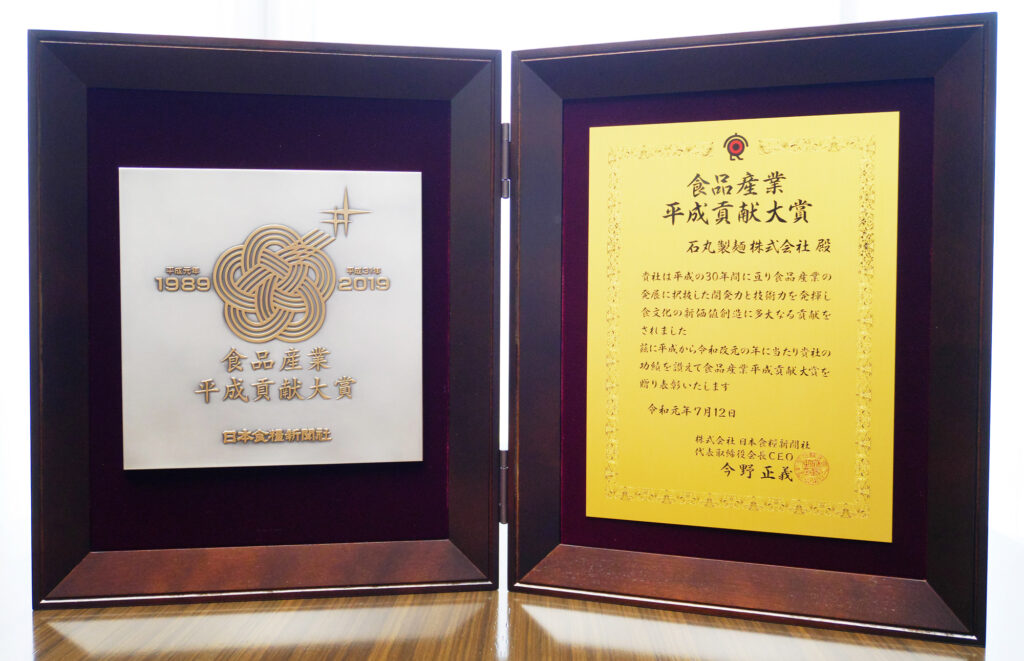 平成元年
1989
平成31年
2019
食品産業
平成貢献大賞
日本食糧新聞社
食品産業
平成貢献大賞
石丸製麺株式会社 殿
貴社は平成の30年間に亘り食品産業の
発展に択抜した開発力と技術力を発揮し
食文化の新価値創造に多大なる貢献を
されました
茲に平成から令和改元の年に当たり貴社の
功績を讃えて食品産業平成貢献大賞を
贈り表彰いたします
令和元年7月12日
株式会社 日本食糧新聞社
代表取締役会長CEO
今野 正義